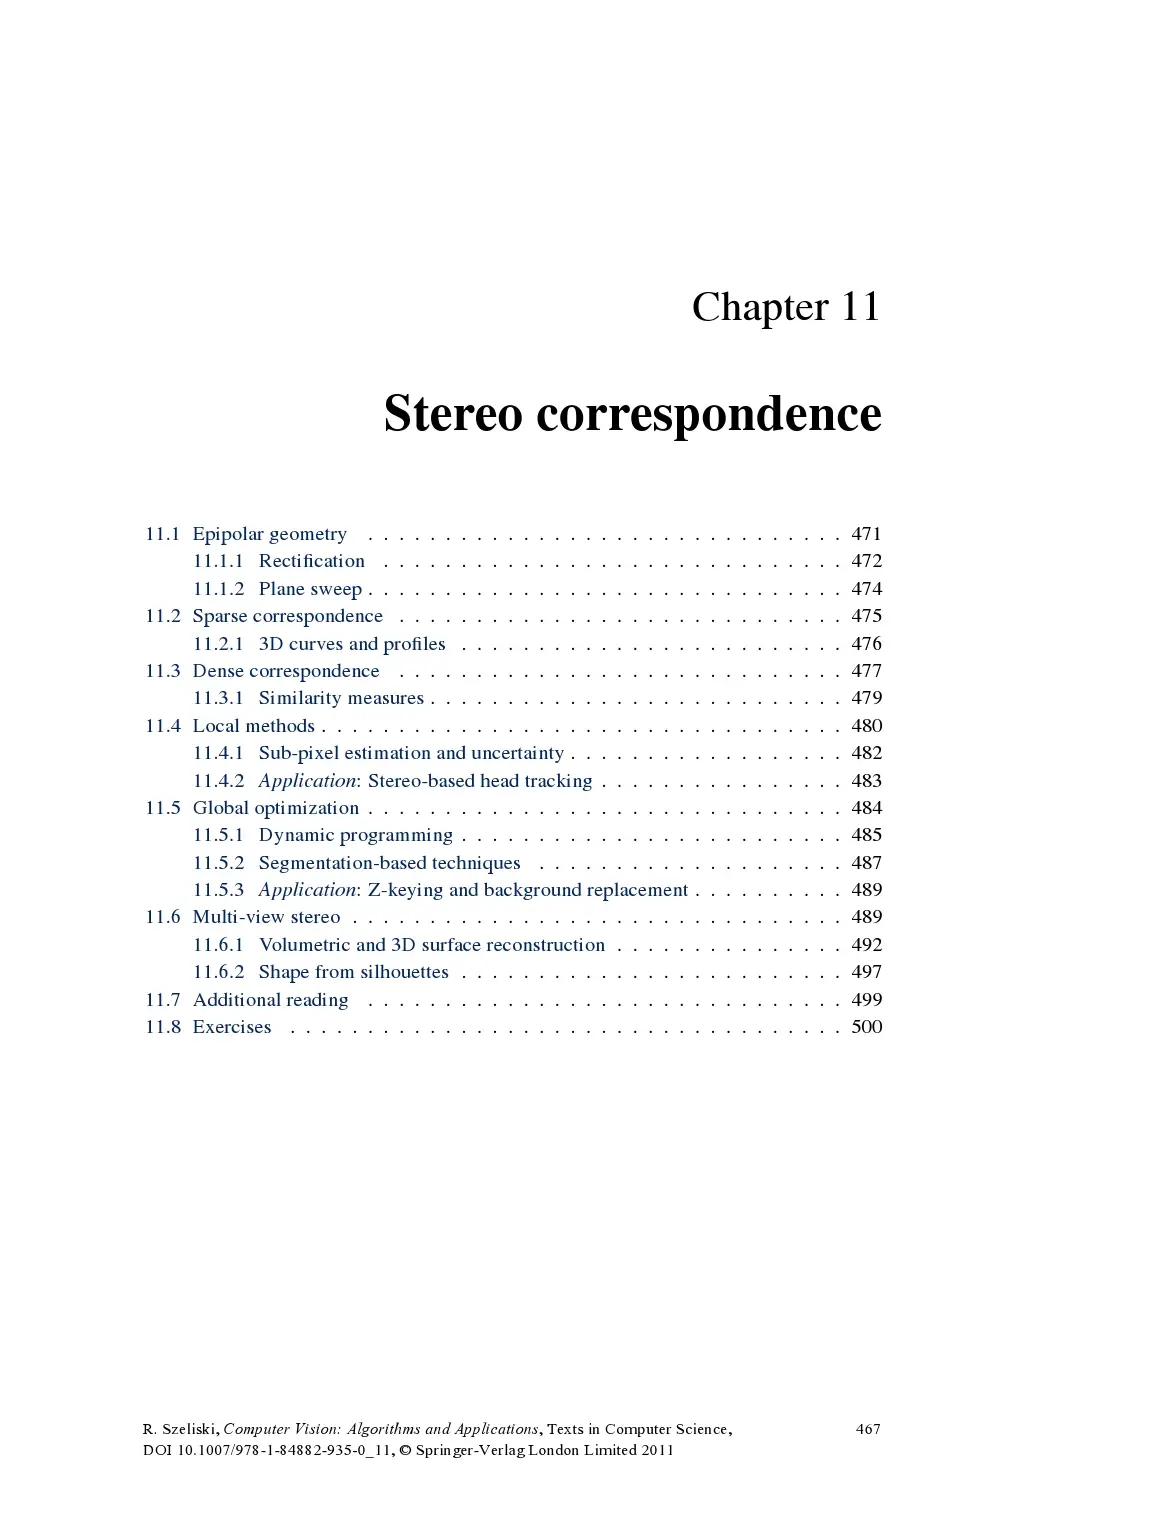 Chapter 11
Stereo correspondence
11.1 Epipolar geometry . . . . . . . . . . . . . . . . . . . . . . . . . . . . . . . 471
11.1.1 Rectification . . . . . . . . . . . . . . . . . . . . . . . . . . . . . . 472
11.1.2 Plane sweep . . . . . . . . . . . . . . . . . . . . . . . . . . . . . . . 474
11.2 Sparse correspondence . . . . . . . . . . . . . . . . . . . . . . . . . . . . . 475
11.2.1 3D curves and profiles . . . . . . . . . . . . . . . . . . . . . . . . . 476
11.3 Dense correspondence . . . . . . . . . . . . . . . . . . . . . . . . . . . . . 477
11.3.1 Similarity measures . . . . . . . . . . . . . . . . . . . . . . . . . . . 479
11.4 Local methods . . . . . . . . . . . . . . . . . . . . . . . . . . . . . . . . . . 480
11.4.1 Sub-pixel estimation and uncertainty . . . . . . . . . . . . . . . . . . 482
11.4.2 Application: Stereo-based head tracking . . . . . . . . . . . . . . . . 483
11.5 Global optimization . . . . . . . . . . . . . . . . . . . . . . . . . . . . . . . 484
11.5.1 Dynamic programming . . . . . . . . . . . . . . . . . . . . . . . . . 485
11.5.2 Segmentation-based techniques . . . . . . . . . . . . . . . . . . . . 487
11.5.3 Application: Z-keying and background replacement . . . . . . . . . . 489
11.6 Multi-view stereo . . . . . . . . . . . . . . . . . . . . . . . . . . . . . . . . 489
11.6.1 Volumetric and 3D surface reconstruction . . . . . . . . . . . . . . . 492
11.6.2 Shape from silhouettes . . . . . . . . . . . . . . . . . . . . . . . . . 497
11.7 Additional reading . . . . . . . . . . . . . . . . . . . . . . . . . . . . . . . 499
11.8 Exercises . . . . . . . . . . . . . . . . . . . . . . . . . . . . . . . . . . . . 500
R. Szeliski, Computer Vision: Algorithms and Applications, Texts in Computer Science, 467
DOI 10.1007/978-1-84882-935-0_11, © Springer-Verlag London Limited 2011